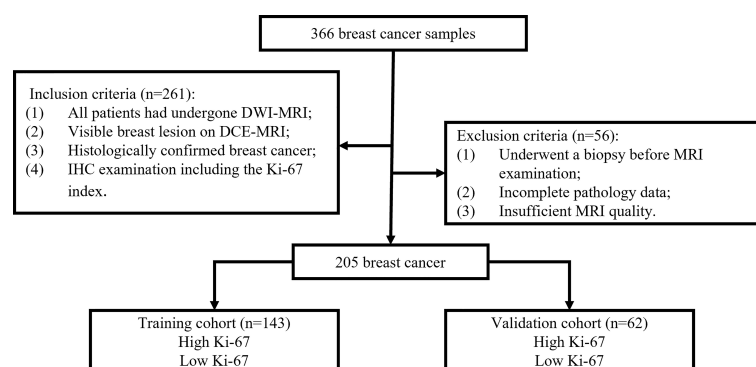 366 breast cancer samples
Inclusion criteria (n=261):
(1) All patients had undergone DWI-MRI;
(2) Visible breast lesion on DCE-MRI;
(3) Histologically confirmed breast cancer;
(4) IHC examination including the Ki-67
index.
Exclusion criteria (n=56):
(1) Underwent a biopsy before MRI
examination;
(2) Incomplete pathology data;
(3) Insufficient MRI quality.
205 breast cancer
Training cohort (n=143)
High Ki-67
Low Ki-67
Validation cohort (n=62)
High Ki-67
Low Ki-67